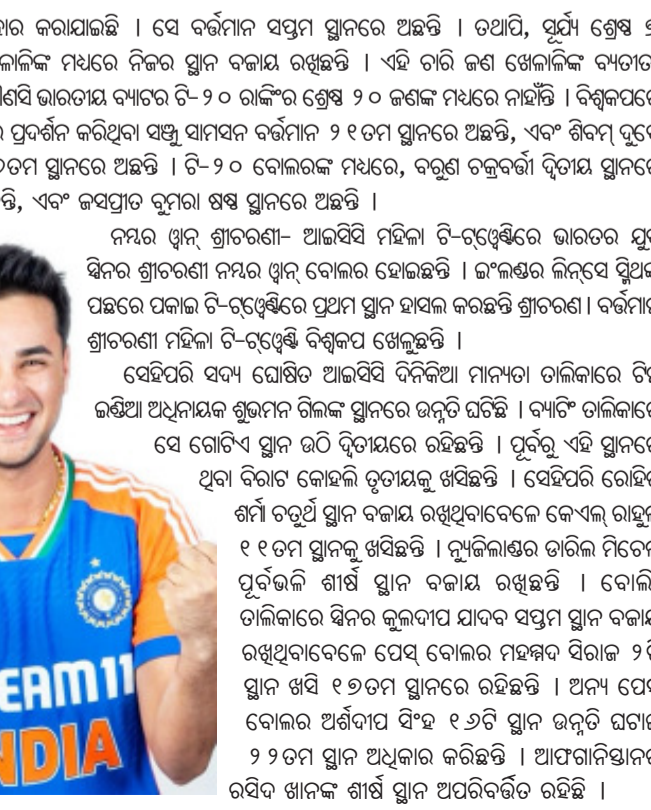 କରାଯାଇଛି । ସେ ବର୍ତ୍ତମାନ ସପ୍ତମ ସ୍ଥାନରେ ଅଛନ୍ତି । ତଥାପି, ସୂର୍ଯ୍ୟ ଶ୍ରେଷ୍ଠ
ମଧ୍ୟରେ ନିଜର ସ୍ଥାନ ବଜାୟ ରଖିଛନ୍ତି । ଏହି ଚାରି ଜଣ ଖେଳାଳିଙ୍କ ବ୍ୟତୀତ
ଭାରତୀୟ ବ୍ୟାଟର ଟି-୨୦ ରାଙ୍କିଂର ଶ୍ରେଷ୍ଠ ୨୦ ଜଣଙ୍କ ମଧ୍ୟରେ ନାହାଁନ୍ତି । ବିଶ୍ୱକପରେ
ପ୍ରଦର୍ଶନ କରିଥିବା ସଞ୍ଜୁ ସାମସନ ବର୍ତ୍ତମାନ ୨୧ତମ ସ୍ଥାନରେ ଅଛନ୍ତି, ଏବଂ ଶିବମ୍ ଦୁବେ
ସ୍ଥାନରେ ଅଛନ୍ତି । ଟି-୨୦ ବୋଲରଙ୍କ ମଧ୍ୟରେ, ବରୁଣ ଚକ୍ରବର୍ତ୍ତୀ ଦ୍ୱିତୀୟ ସ୍ଥାନରେ
ଏବଂ ଜସପ୍ରୀତ ବୁମରା ଷଷ୍ଠ ସ୍ଥାନରେ ଅଛନ୍ତି ।
ନମ୍ବର ୱାନ୍ ଶ୍ରୀଚରଣୀ- ଆଇସିସି ମହିଳା ଟି-ଟ୍ୱେଣ୍ଟିରେ ଭାରତର ଯୁବ
ସ୍ପିନର ଶ୍ରୀଚରଣୀ ନମ୍ବର ୱାନ୍ ବୋଲର ହୋଇଛନ୍ତି । ଇଂଲଣ୍ଡର ଲିନ୍‌ସେ ସ୍ମିଥଙ୍କୁ
ପଛରେ ପକାଇ ଟି-ଟ୍ୱେଣ୍ଟିରେ ପ୍ରଥମ ସ୍ଥାନ ହାସଲ କରଛନ୍ତି ଶ୍ରୀଚରଣୀ । ବର୍ତ୍ତମାନ
ଶ୍ରୀଚରଣୀ ମହିଳା ଟି-ଟ୍ୱେଣ୍ଟି ବିଶ୍ୱକପ ଖେଳୁଛନ୍ତି ।
ସେହିପରି ସଦ୍ୟ ଘୋଷିତ ଆଇସିସି ଦିନିକିଆ ମାନ୍ୟତା ତାଲିକାରେ ଟିମ୍
ଇଣ୍ଡିଆ ଅଧିନାୟକ ଶୁଭମନ ଗିଲଙ୍କ ସ୍ଥାନରେ ଉନ୍ନତି ଘଟିଛି । ବ୍ୟାଟିଂ ତାଲିକାରେ
ସେ ଗୋଟିଏ ସ୍ଥାନ ଉଠି ଦ୍ୱିତୀୟରେ ରହିଛନ୍ତି । ପୂର୍ବରୁ ଏହି ସ୍ଥାନରେ
ଥିବା ବିରାଟ କୋହଲି ତୃତୀୟକୁ ଖସିଛନ୍ତି । ସେହିପରି ରୋହିତ
ଶର୍ମା ଚତୁର୍ଥ ସ୍ଥାନ ବଜାୟ ରଖିଥିବାବେଳେ କେଏଲ୍ ରାହୁଲ
୧୧ତମ ସ୍ଥାନକୁ ଖସିଛନ୍ତି । ନ୍ୟୁଜିଲାଣ୍ଡର ଡାରିଲ ମିଚେଲ
ପୂର୍ବଭଳି ଶୀର୍ଷ ସ୍ଥାନ ବଜାୟ ରଖିଛନ୍ତି । ବୋଲିଂ
ତାଲିକାରେ ସ୍ପିନର କୁଲଦୀପ ଯାଦବ ସପ୍ତମ ସ୍ଥାନ ବଜାୟ
ରଖିଥିବାବେଳେ ପେସ୍ ବୋଲର ମହମ୍ମଦ ସିରାଜ ୨ଟି
ସ୍ଥାନ ଖସି ୧୭ତମ ସ୍ଥାନରେ ରହିଛନ୍ତି । ଅନ୍ୟ ପେସ୍
ବୋଲର ଅର୍ଶଦୀପ ସିଂହ ୧୬ଟି ସ୍ଥାନ ଉନ୍ନତି ଘଟାଇ
୨୨ତମ ସ୍ଥାନ ଅଧିକାର କରିଛନ୍ତି । ଆଫଗାନିସ୍ତାନର
ରସିଦ ଖାନଙ୍କ ଶୀର୍ଷ ସ୍ଥାନ ଅପରିବର୍ତ୍ତିତ ରହିଛି ।
EAM11
NDIA